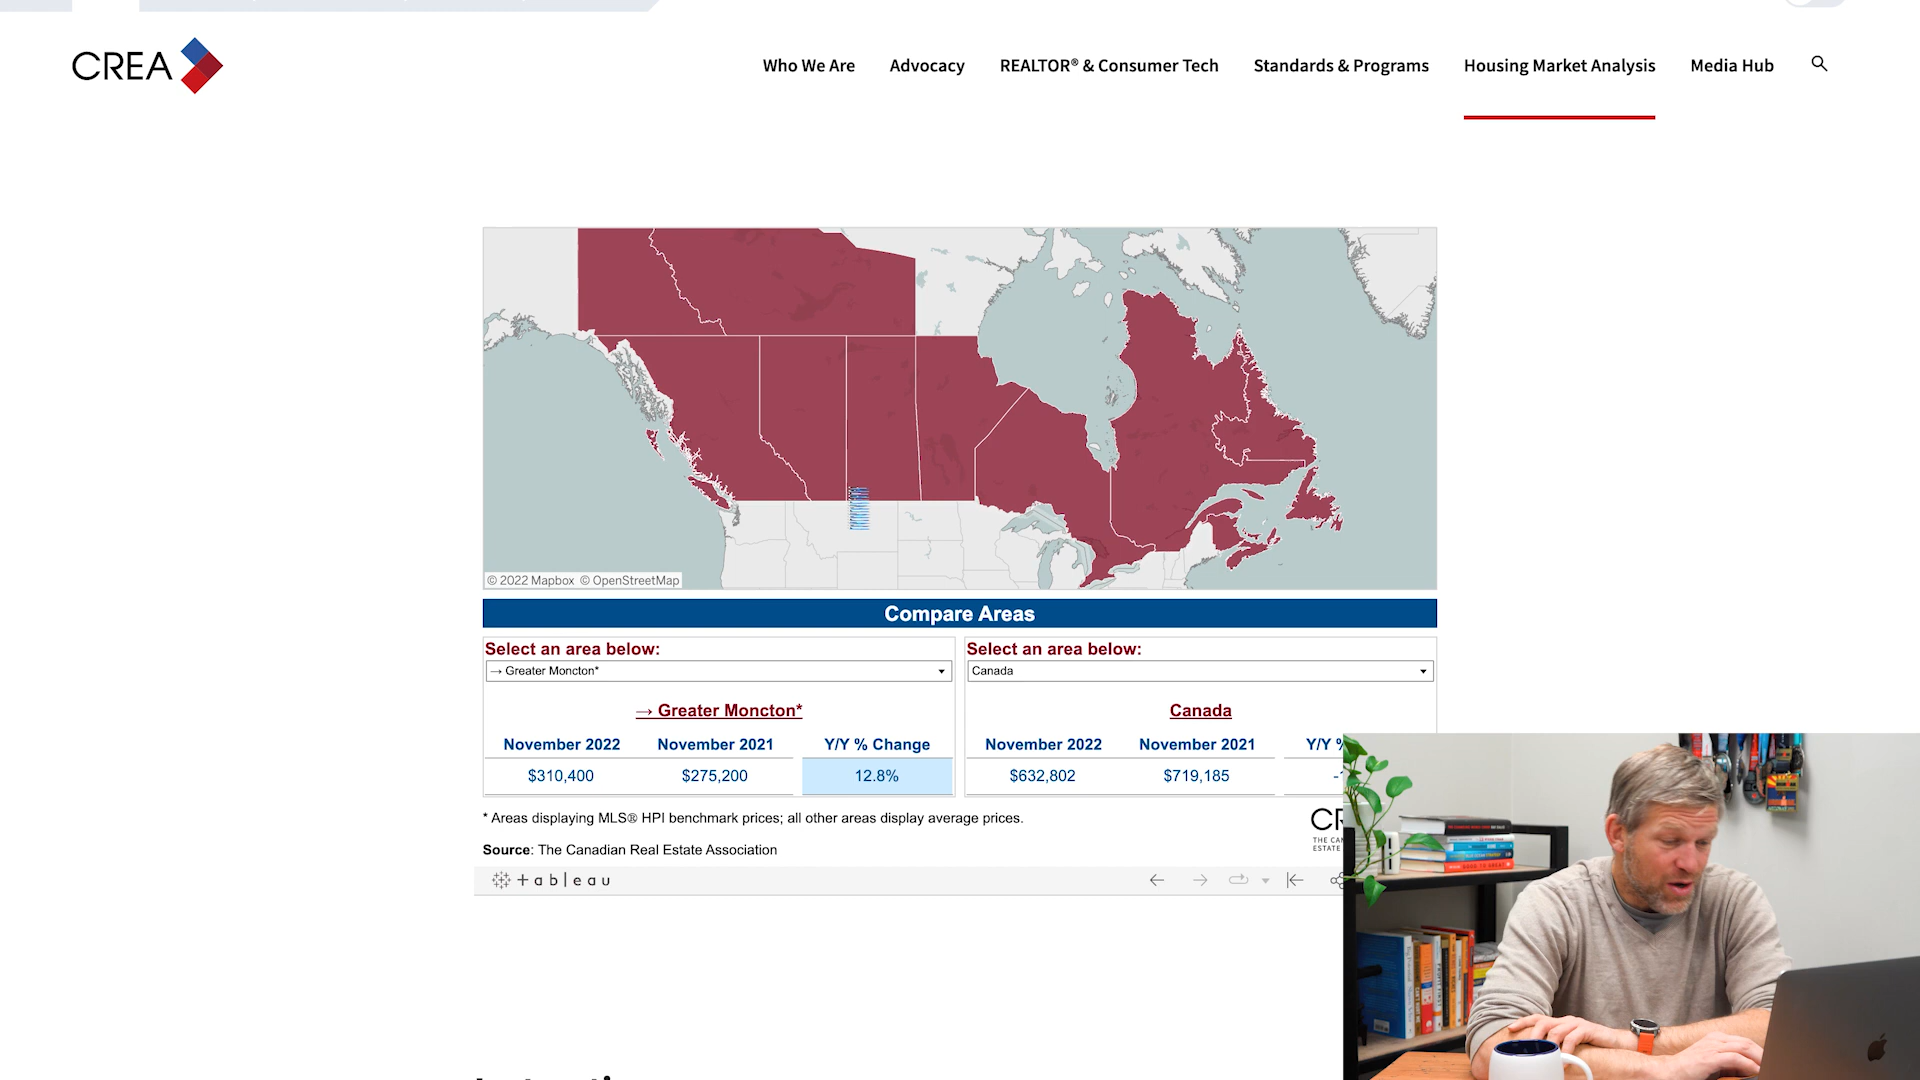 CREA
Who We Are
Advocacy
REALTOR® & Consumer Tech
Standards & Programs
Housing Market Analysis
Media Hub
© 2022 Mapbox © OpenStreetMap
Compare Areas
Select an area below:
→ Greater Moncton*
→ Greater Moncton*
November 2022 November 2021 Y/Y % Change
$310,400 $275,200 12.8%
Select an area below:
Canada
Canada
November 2022 November 2021 Y/Y %
$632,802 $719,185
* Areas displaying MLS® HPI benchmark prices; all other areas display average prices.
Source: The Canadian Real Estate Association
+ a b | e a u